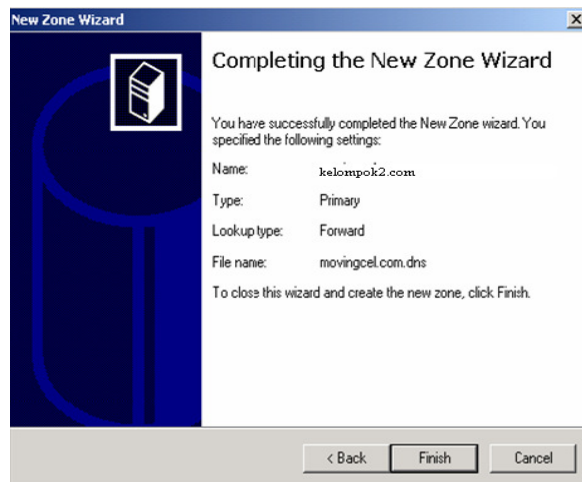 New Zone Wizard
Completing the New Zone Wizard
You have successfully completed the New Zone wizard. You
specified the following settings:
Name: kelompok2.com
Type: Primary
Lookup type: Forward
File name: movingcel.com.dns
To close this wizard and create the new zone, click Finish.
< Back Finish Cancel